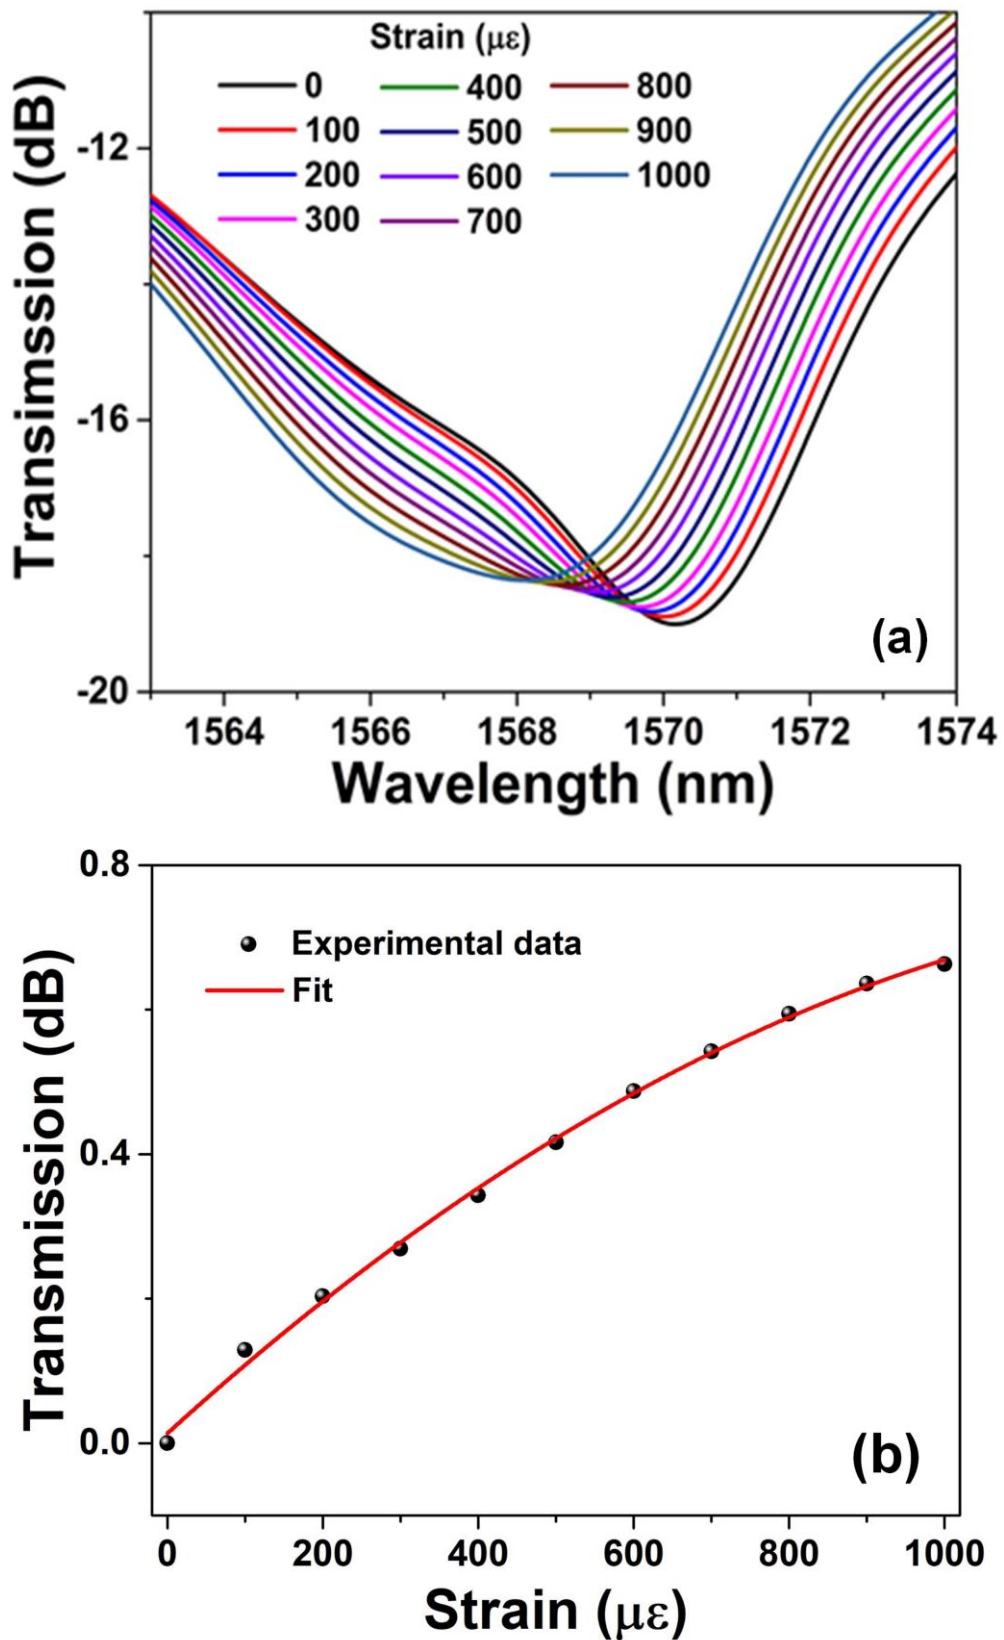 Strain (με)
0 400 800
100 500 900
200 600 1000
300 700
-12
-16
-20
Transimssion (dB)
(a)
1564 1566 1568 1570 1572 1574
Wavelength (nm)
0.8
0.4
0.0
Transmission (dB)
Experimental data
Fit
(b)
0 200 400 600 800 1000
Strain (με)